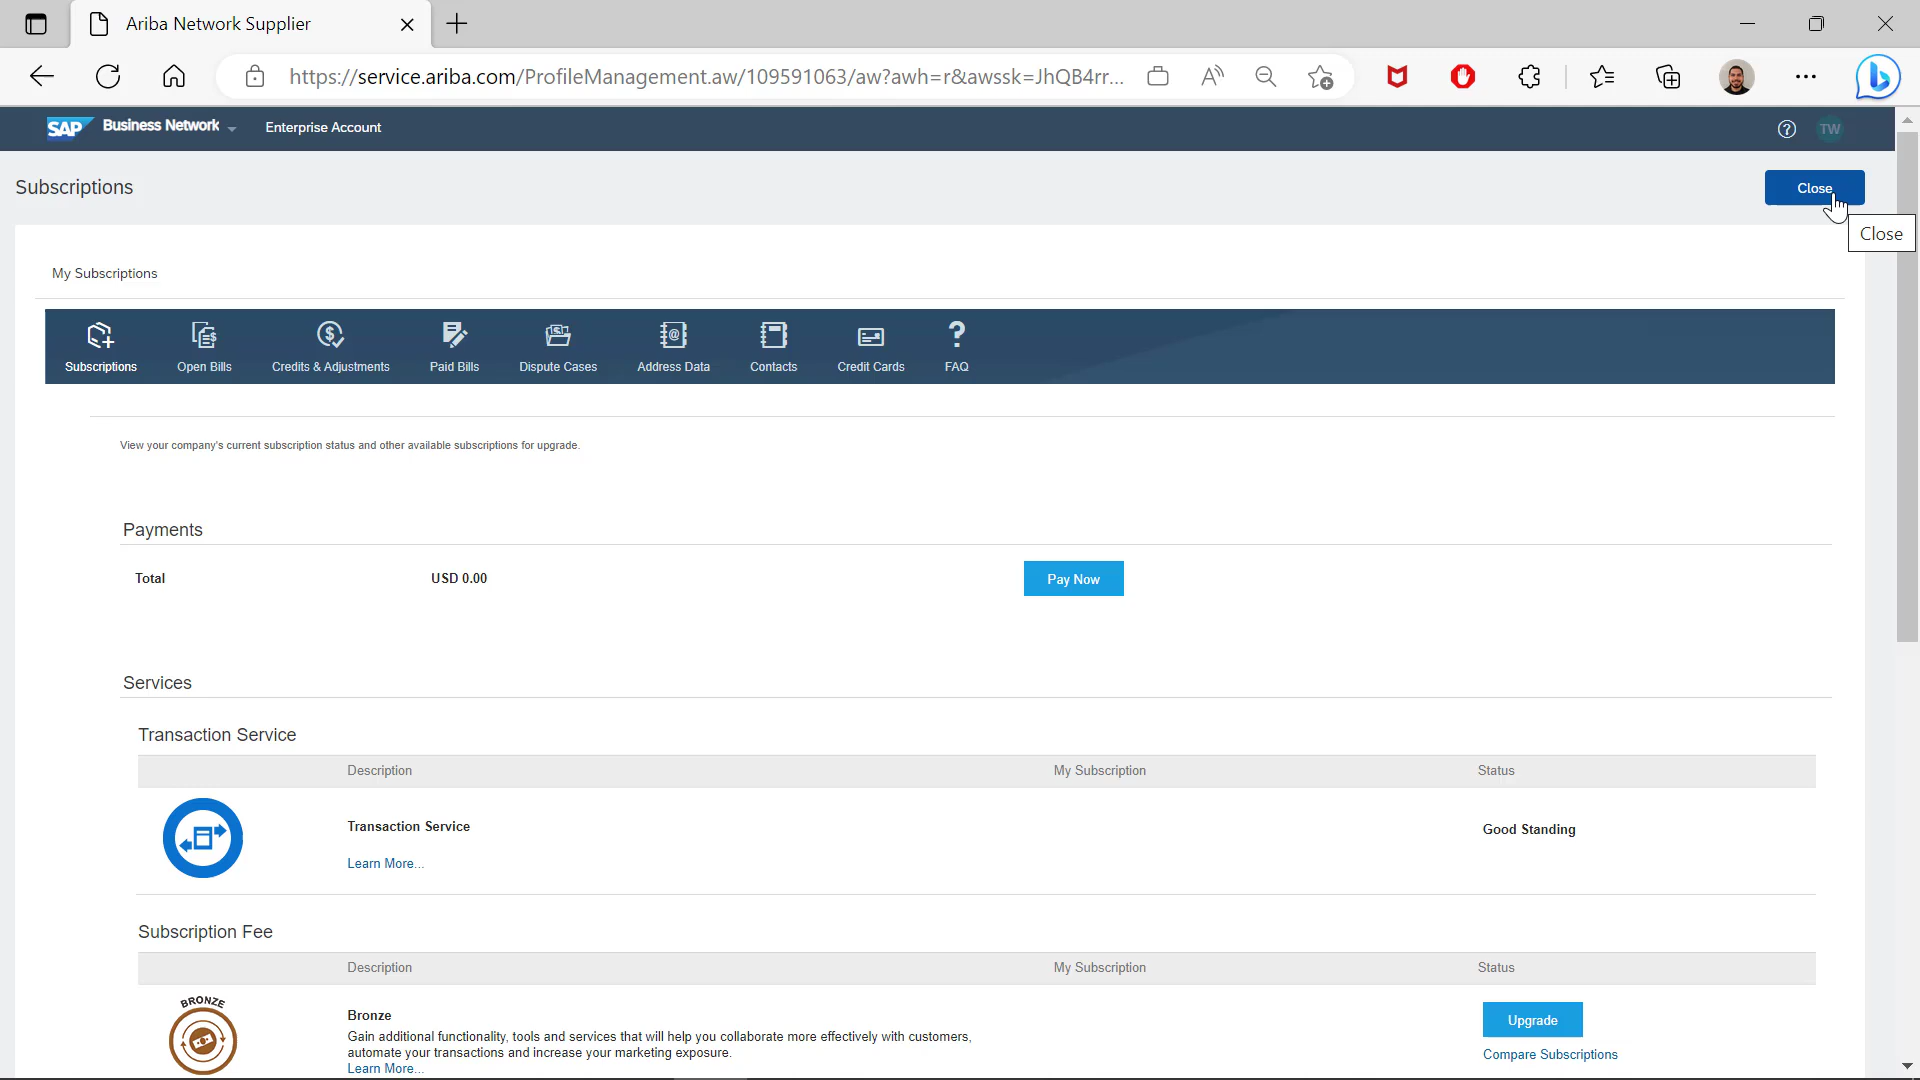 Ariba Network Supplier
https://service.ariba.com/ProfileManagement.aw/109591063/aw?awh=r&awssk=JhQB4rr...
SAP Business Network Enterprise Account TW
Subscriptions
Close
Close
My Subscriptions
Subscriptions Open Bills Credits & Adjustments Paid Bills Dispute Cases Address Data Contacts Credit Cards FAQ
View your company's current subscription status and other available subscriptions for upgrade.
Payments
Total USD 0.00 Pay Now
Services
Transaction Service
Description My Subscription Status
Transaction Service Good Standing
Learn More...
Subscription Fee
Description My Subscription Status
BRONZE
Bronze Upgrade
Gain additional functionality, tools and services that will help you collaborate more effectively with customers,
automate your transactions and increase your marketing exposure. Compare Subscriptions
Learn More...